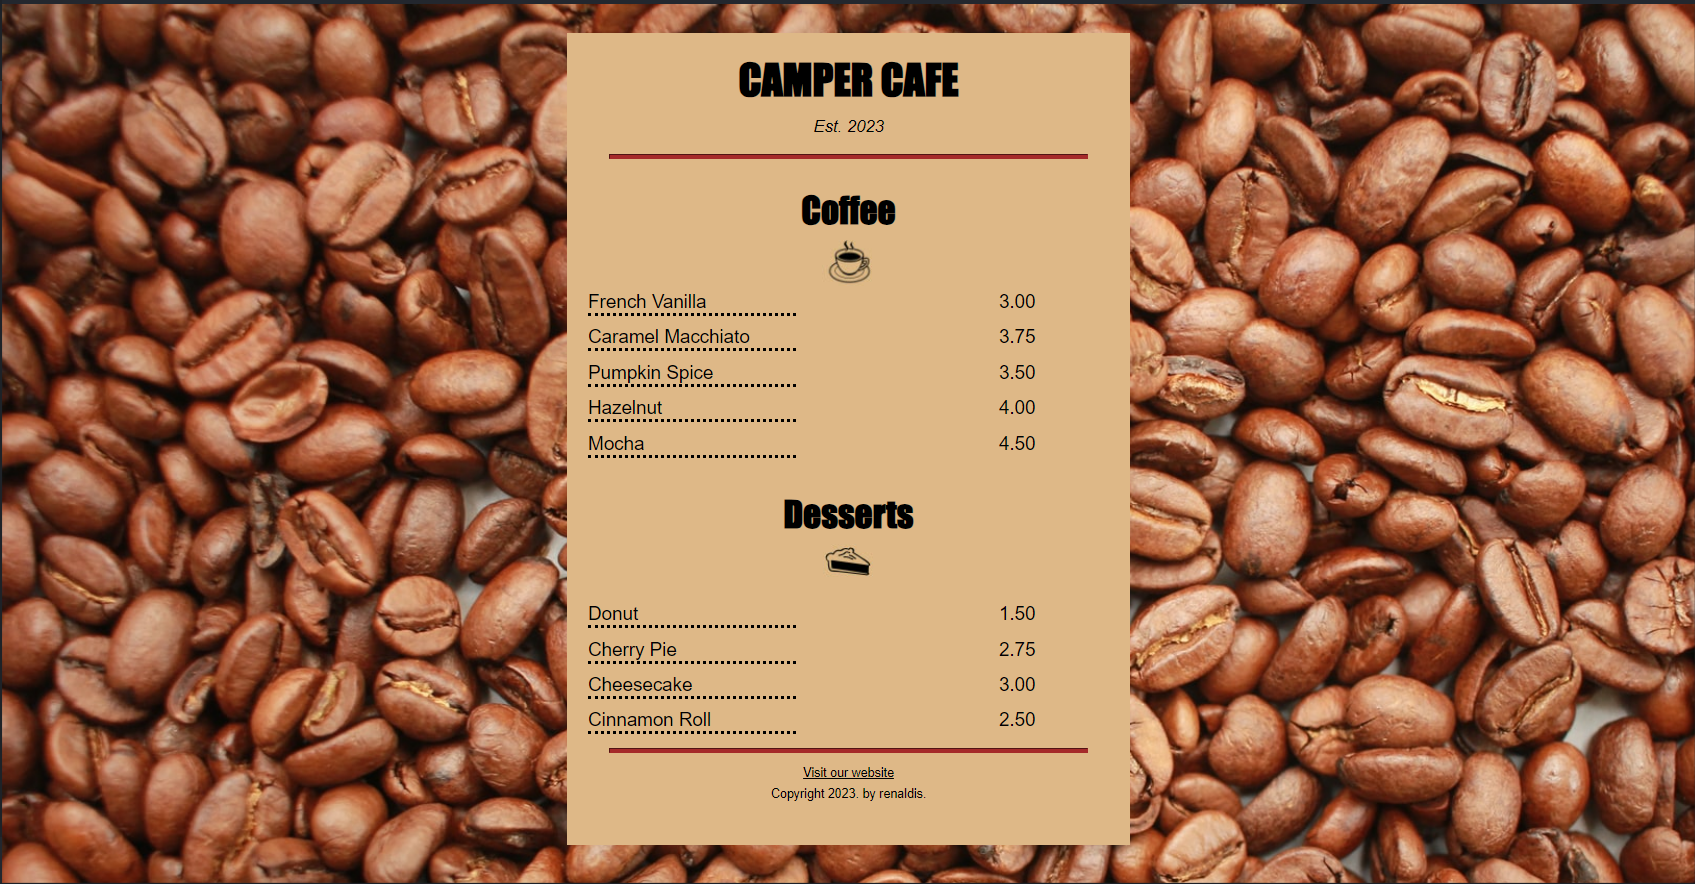 CAMPER CAFE
Est. 2023
Coffee
French Vanilla 3.00
Caramel Macchiato 3.75
Pumpkin Spice 3.50
Hazelnut 4.00
Mocha 4.50
Desserts
Donut 1.50
Cherry Pie 2.75
Cheesecake 3.00
Cinnamon Roll 2.50
Visit our website
Copyright 2023. by renaldis.